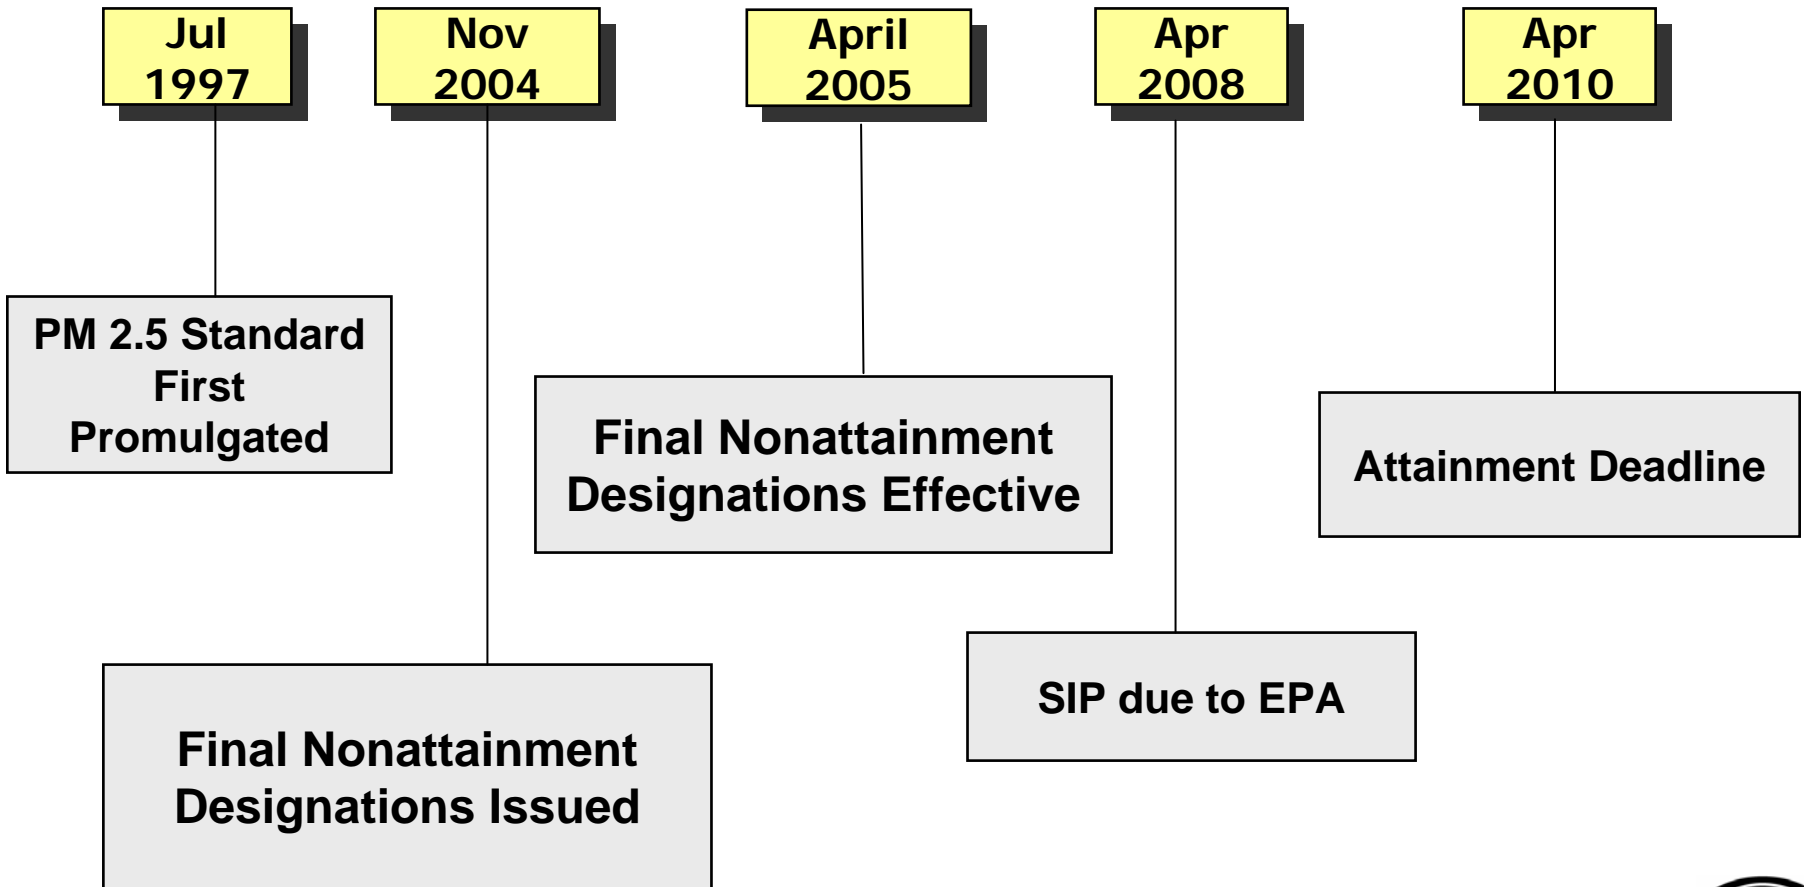 Jul
1997
Nov
2004
April
2005
Apr
2008
Apr
2010
PM 2.5 Standard
First
Promulgated
Final Nonattainment
Designations Effective
Attainment Deadline
SIP due to EPA
Final Nonattainment
Designations Issued